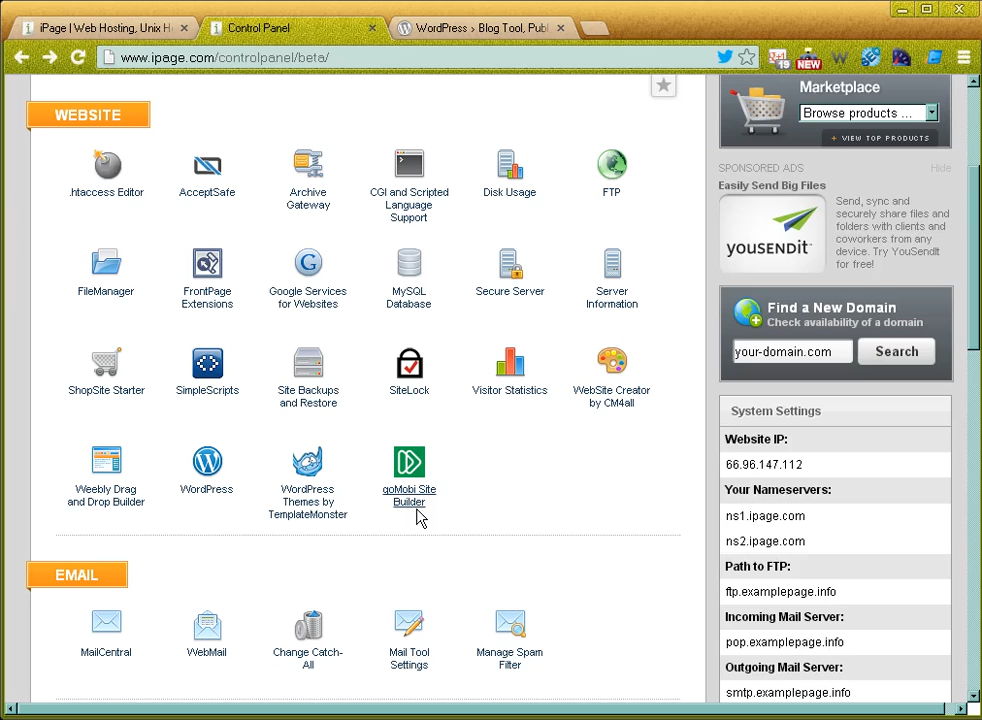 iPage | Web Hosting, Unix H
Control Panel
WordPress › Blog Tool, Publ
www.ipage.com/controlpanel/beta/
19
NEW
W
WEBSITE
.htaccess Editor
AcceptSafe
Archive
Gateway
CGI and Scripted
Language
Support
Disk Usage
FTP
FileManager
FrontPage
Extensions
Google Services
for Websites
MySQL
Database
Secure Server
Server
Information
ShopSite Starter
SimpleScripts
Site Backups
and Restore
SiteLock
Visitor Statistics
WebSite Creator
by CM4all
Weebly Drag
and Drop Builder
WordPress
WordPress
Themes by
TemplateMonster
goMobi Site
Builder
EMAIL
MailCentral
WebMail
Change Catch-
All
Mail Tool
Settings
Manage Spam
Filter
Marketplace
Browse products ...
+ VIEW TOP PRODUCTS
SPONSORED ADS
Hide
Easily Send Big Files
yousendit™
Send, sync and
securely share files and
folders with clients and
coworkers from any
device. Try YouSendIt
for free!
Find a New Domain
Check availability of a domain
your-domain.com
Search
System Settings
Website IP:
66.96.147.112
Your Nameservers:
ns1.ipage.com
ns2.ipage.com
Path to FTP:
ftp.examplepage.info
Incoming Mail Server:
pop.examplepage.info
Outgoing Mail Server:
smtp.examplepage.info